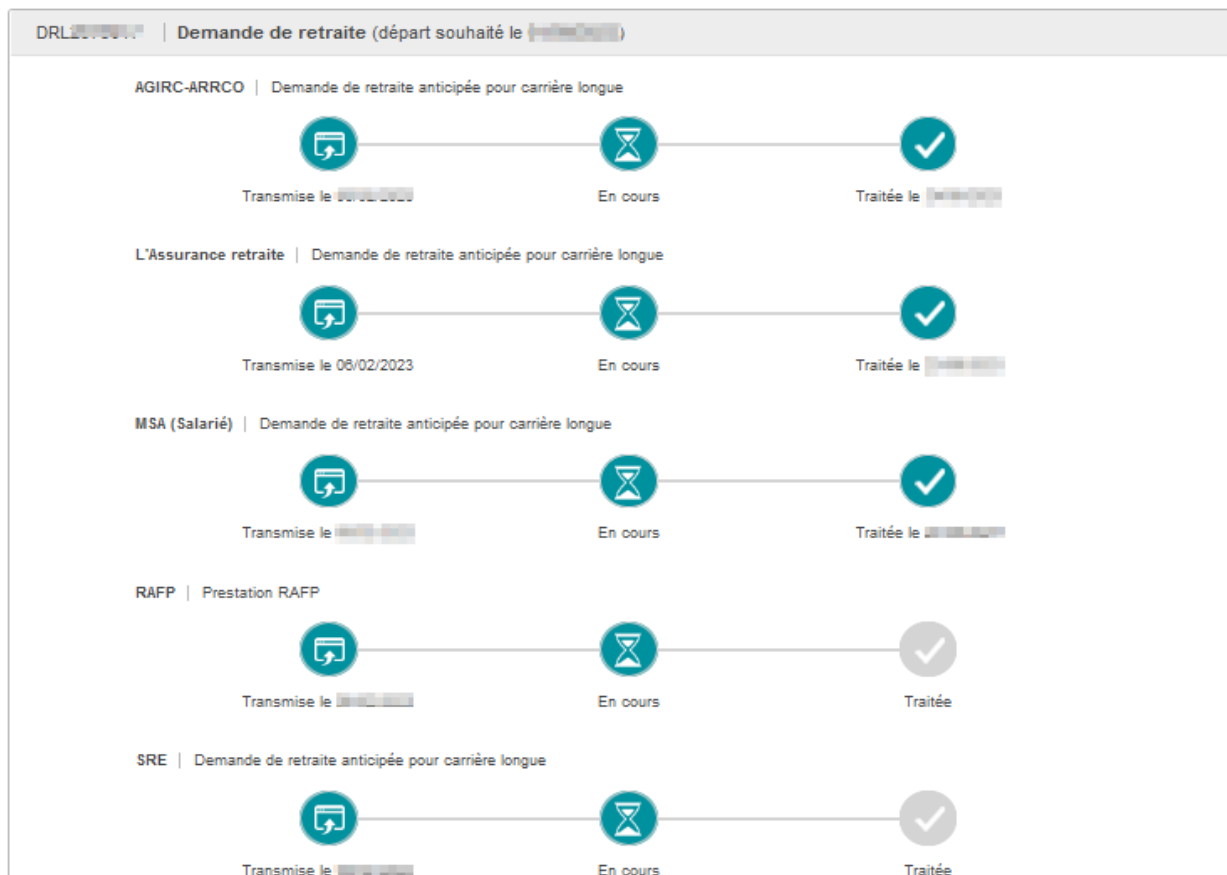 DRL | Demande de retraite (départ souhaité le )
AGIRC-ARRCO | Demande de retraite anticipée pour carrière longue
Transmise le En cours Traitée le
L'Assurance retraite | Demande de retraite anticipée pour carrière longue
Transmise le 06/02/2023 En cours Traitée le
MSA (Salarié) | Demande de retraite anticipée pour carrière longue
Transmise le En cours Traitée le
RAFP | Prestation RAFP
Transmise le En cours Traitée
SRE | Demande de retraite anticipée pour carrière longue
Transmise le En cours Traitée